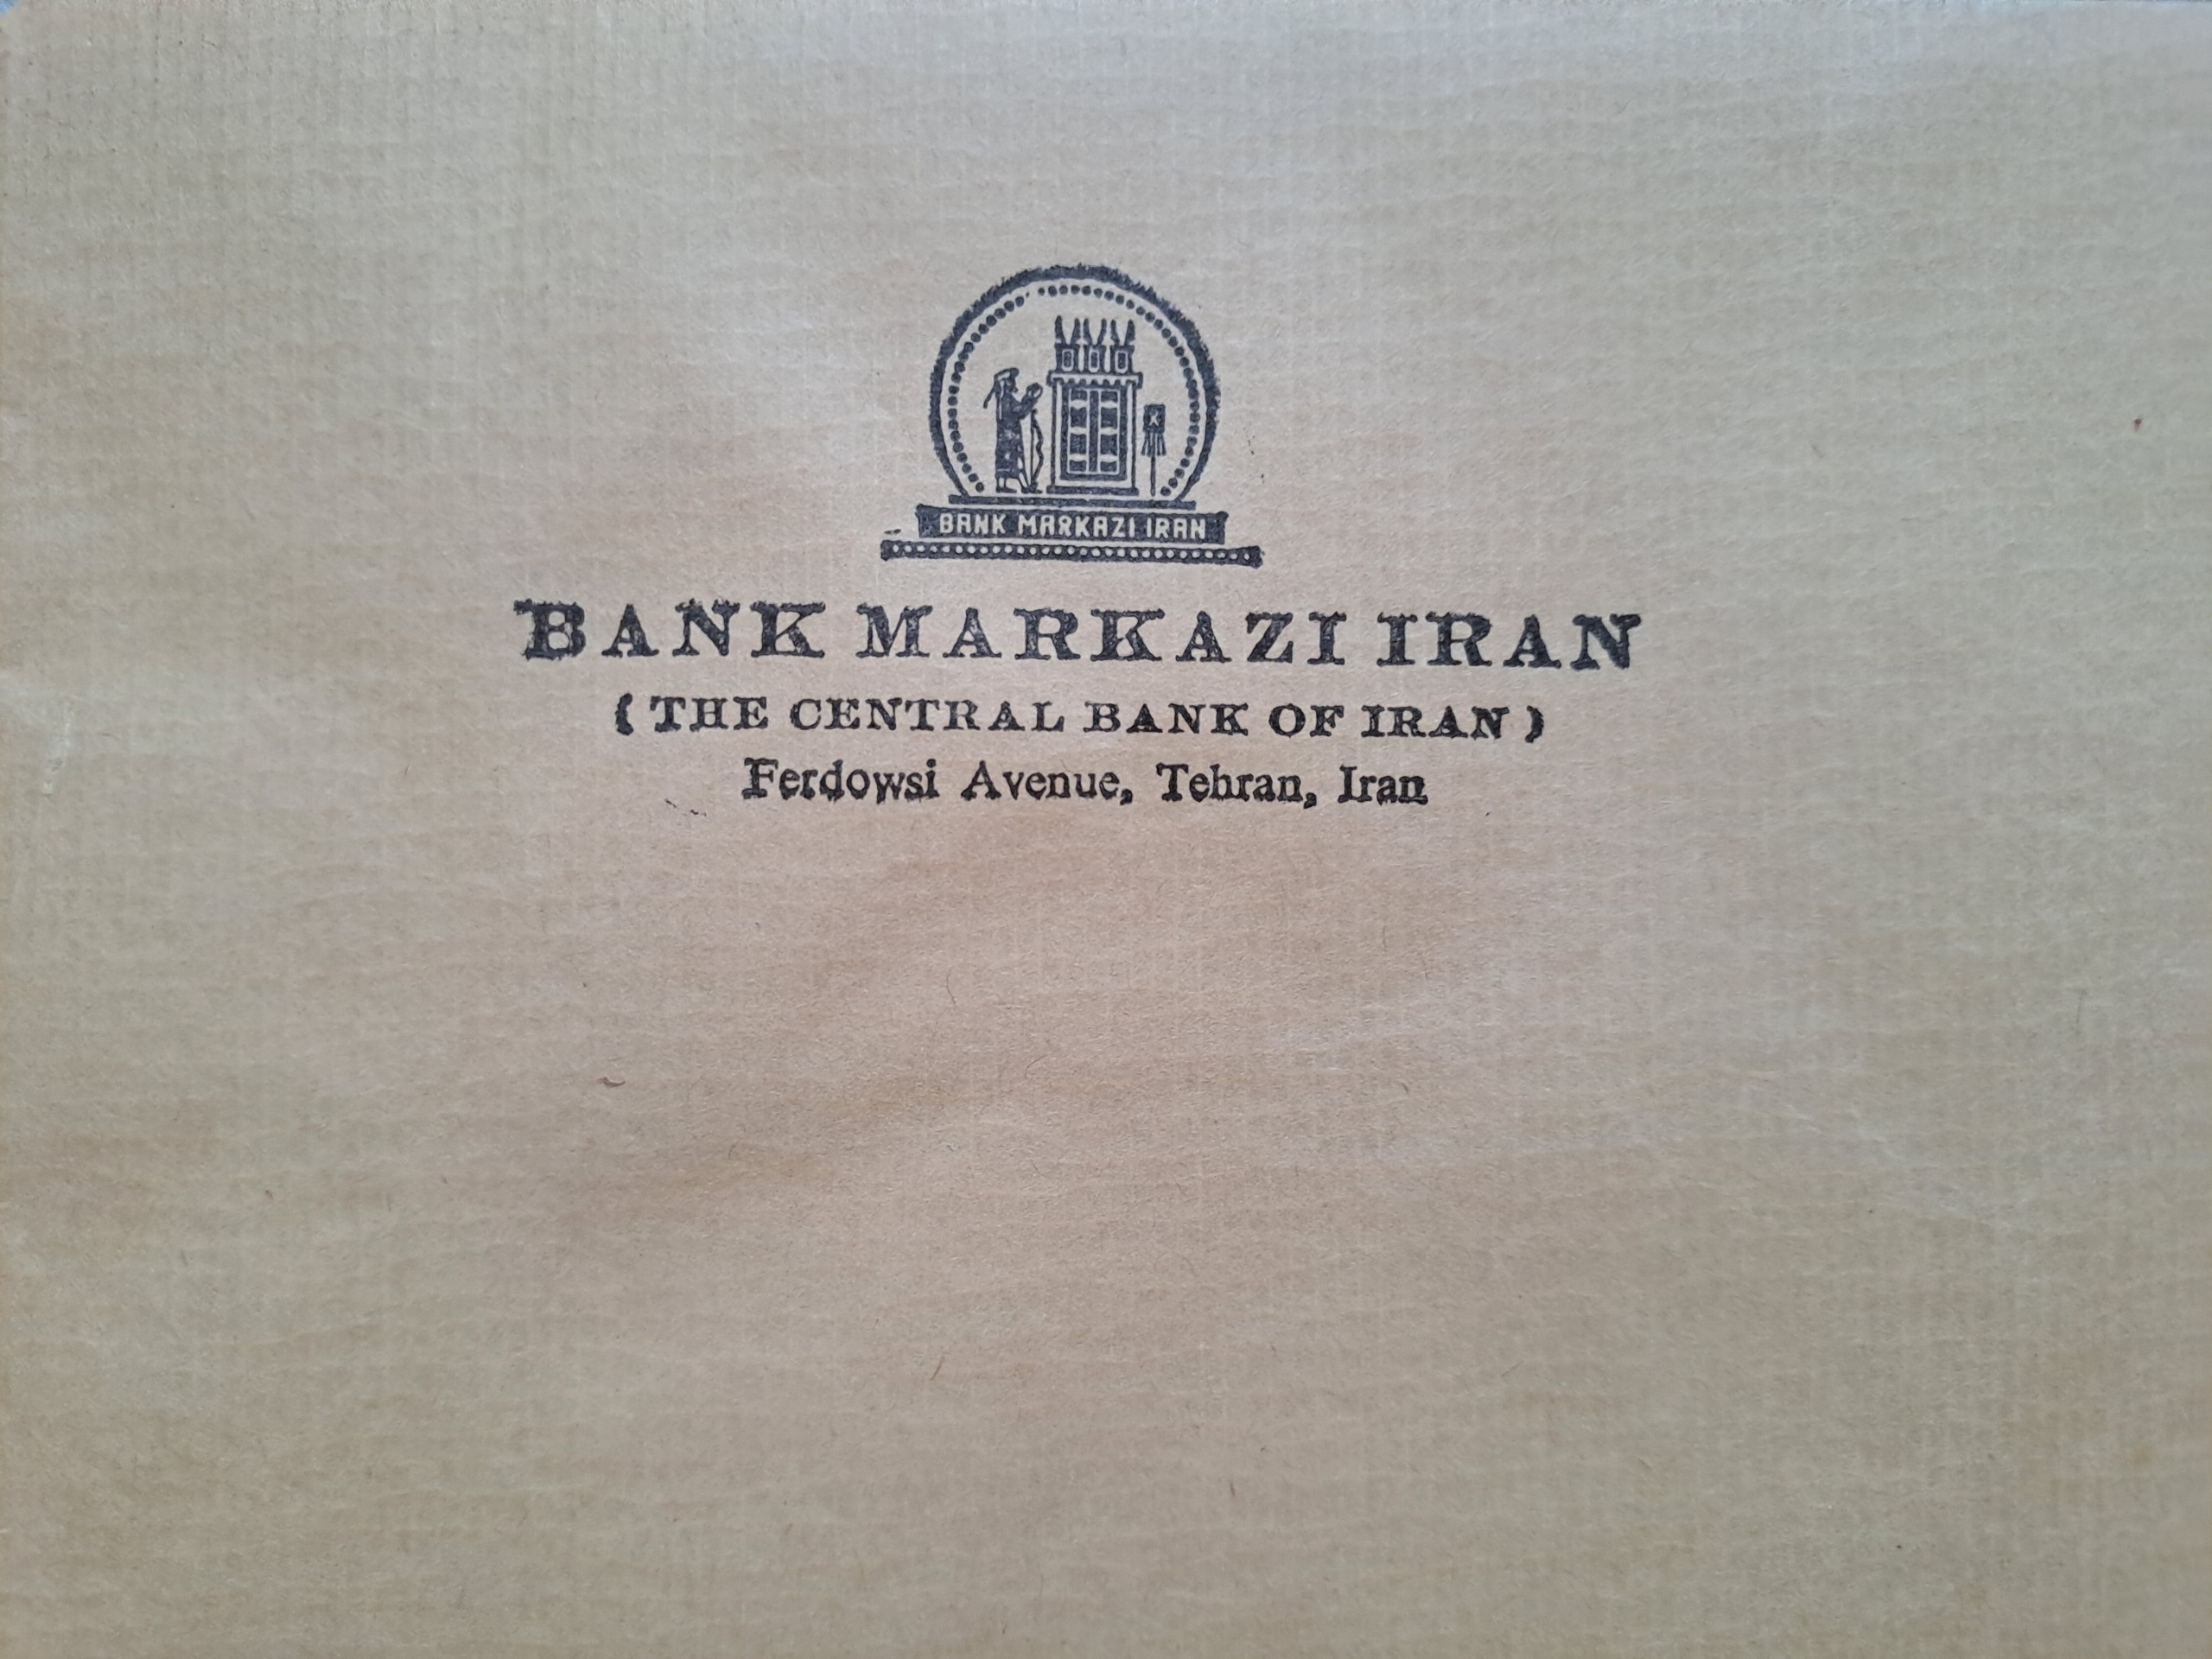 BANK MARKAZI IRAN
BANK MARKAZI IRAN
( THE CENTRAL BANK OF IRAN )
Ferdowsi Avenue, Tehran, Iran